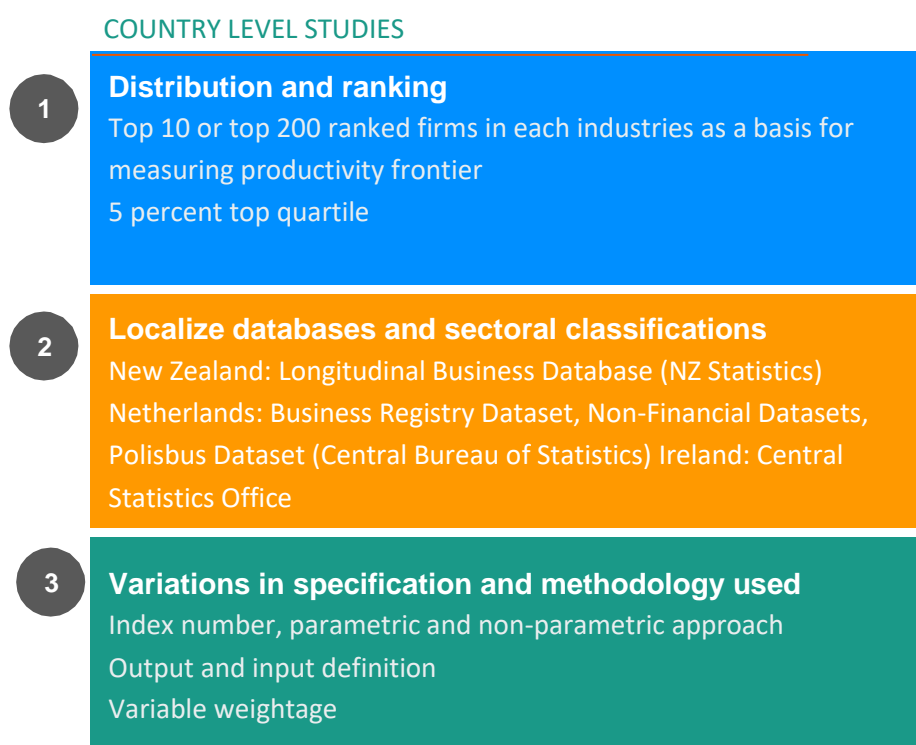 COUNTRY LEVEL STUDIES
1
Distribution and ranking
Top 10 or top 200 ranked firms in each industries as a basis for
measuring productivity frontier
5 percent top quartile
2
Localize databases and sectoral classifications
New Zealand: Longitudinal Business Database (NZ Statistics)
Netherlands: Business Registry Dataset, Non-Financial Datasets,
Polisbus Dataset (Central Bureau of Statistics) Ireland: Central
Statistics Office
3
Variations in specification and methodology used
Index number, parametric and non-parametric approach
Output and input definition
Variable weightage